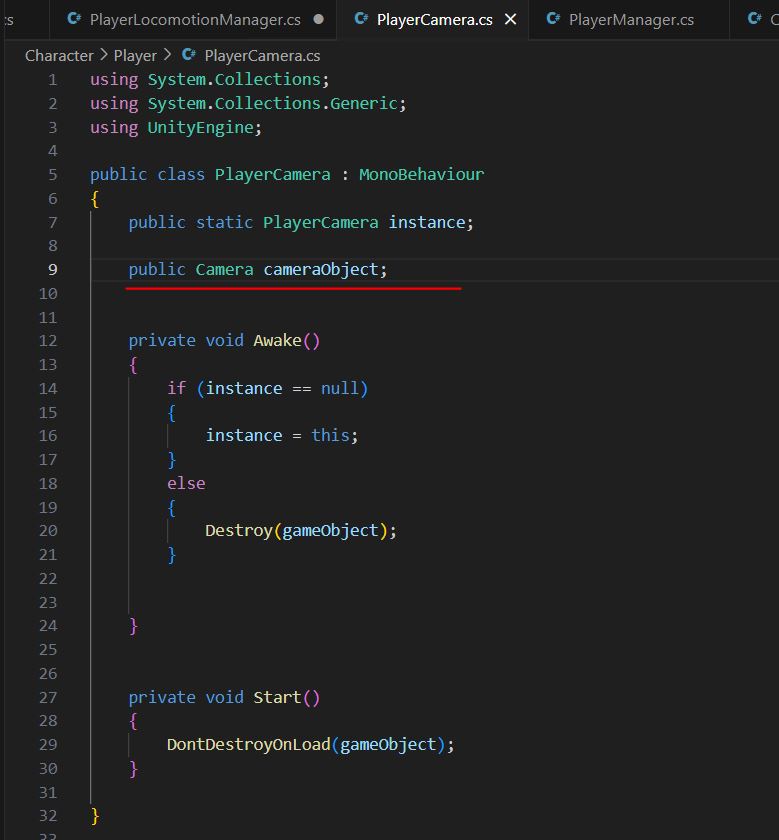 :s
C# PlayerLocomotionManager.cs ●
C# PlayerCamera.cs ×
C# PlayerManager.cs
C# C
Character > Player > C# PlayerCamera.cs
1 using System.Collections;
2 using System.Collections.Generic;
3 using UnityEngine;
4
5 public class PlayerCamera : MonoBehaviour
6 {
7     public static PlayerCamera instance;
8
9     public Camera cameraObject;
10
11
12     private void Awake()
13     {
14         if (instance == null)
15         {
16             instance = this;
17         }
18         else
19         {
20             Destroy(gameObject);
21         }
22
23
24     }
25
26
27     private void Start()
28     {
29         DontDestroyOnLoad(gameObject);
30     }
31
32 }
33